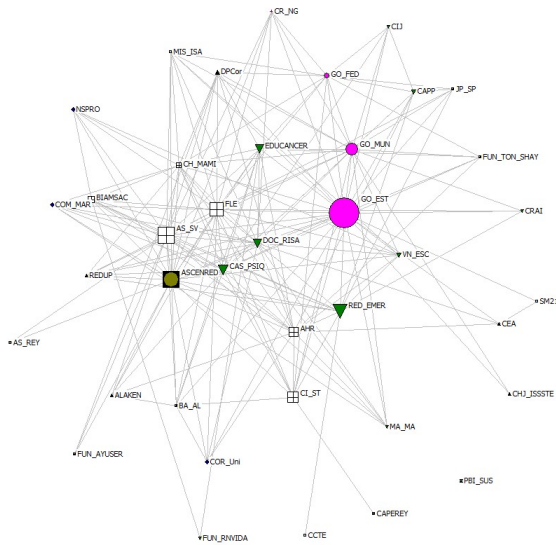 CR_NG
CIJ
MIS_ISA
DPCor
GO_FED
CAPP
JP_SP
NSPRO
EDUCANCER
GO_MUN
FUN_TON_SHAY
CH_MAMI
BIAMSAC
COM_MAR
FLE
GO_EST
CRAI
AS_SV
DOC_RISA
VN_ESC
REDUP
ASCENRED
CAS_PSIQ
RED_EMER
AHR
CEA
AS_REY
ALAKEN
BA_AL
CI_ST
CHJ_ISSSTE
MA_MA
FUN_AYUSER
COR_Uni
PBI_SUS
CAPEREY
FUN_RNVIDA
CCTE